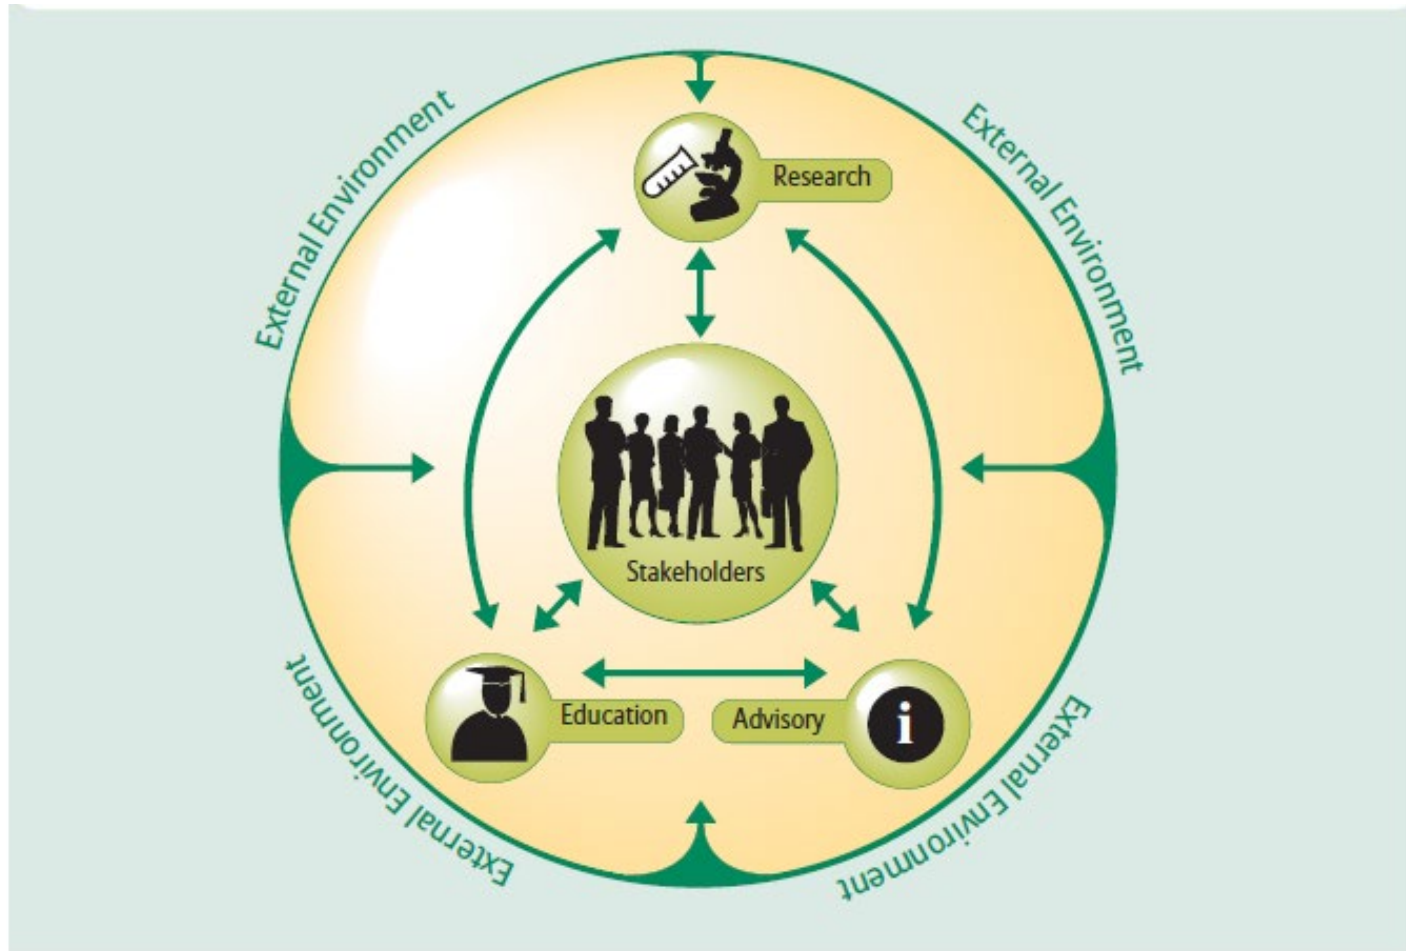 External Environment
External Environment
Research
Stakeholders
Education
Advisory
i
External Environment
External Environment